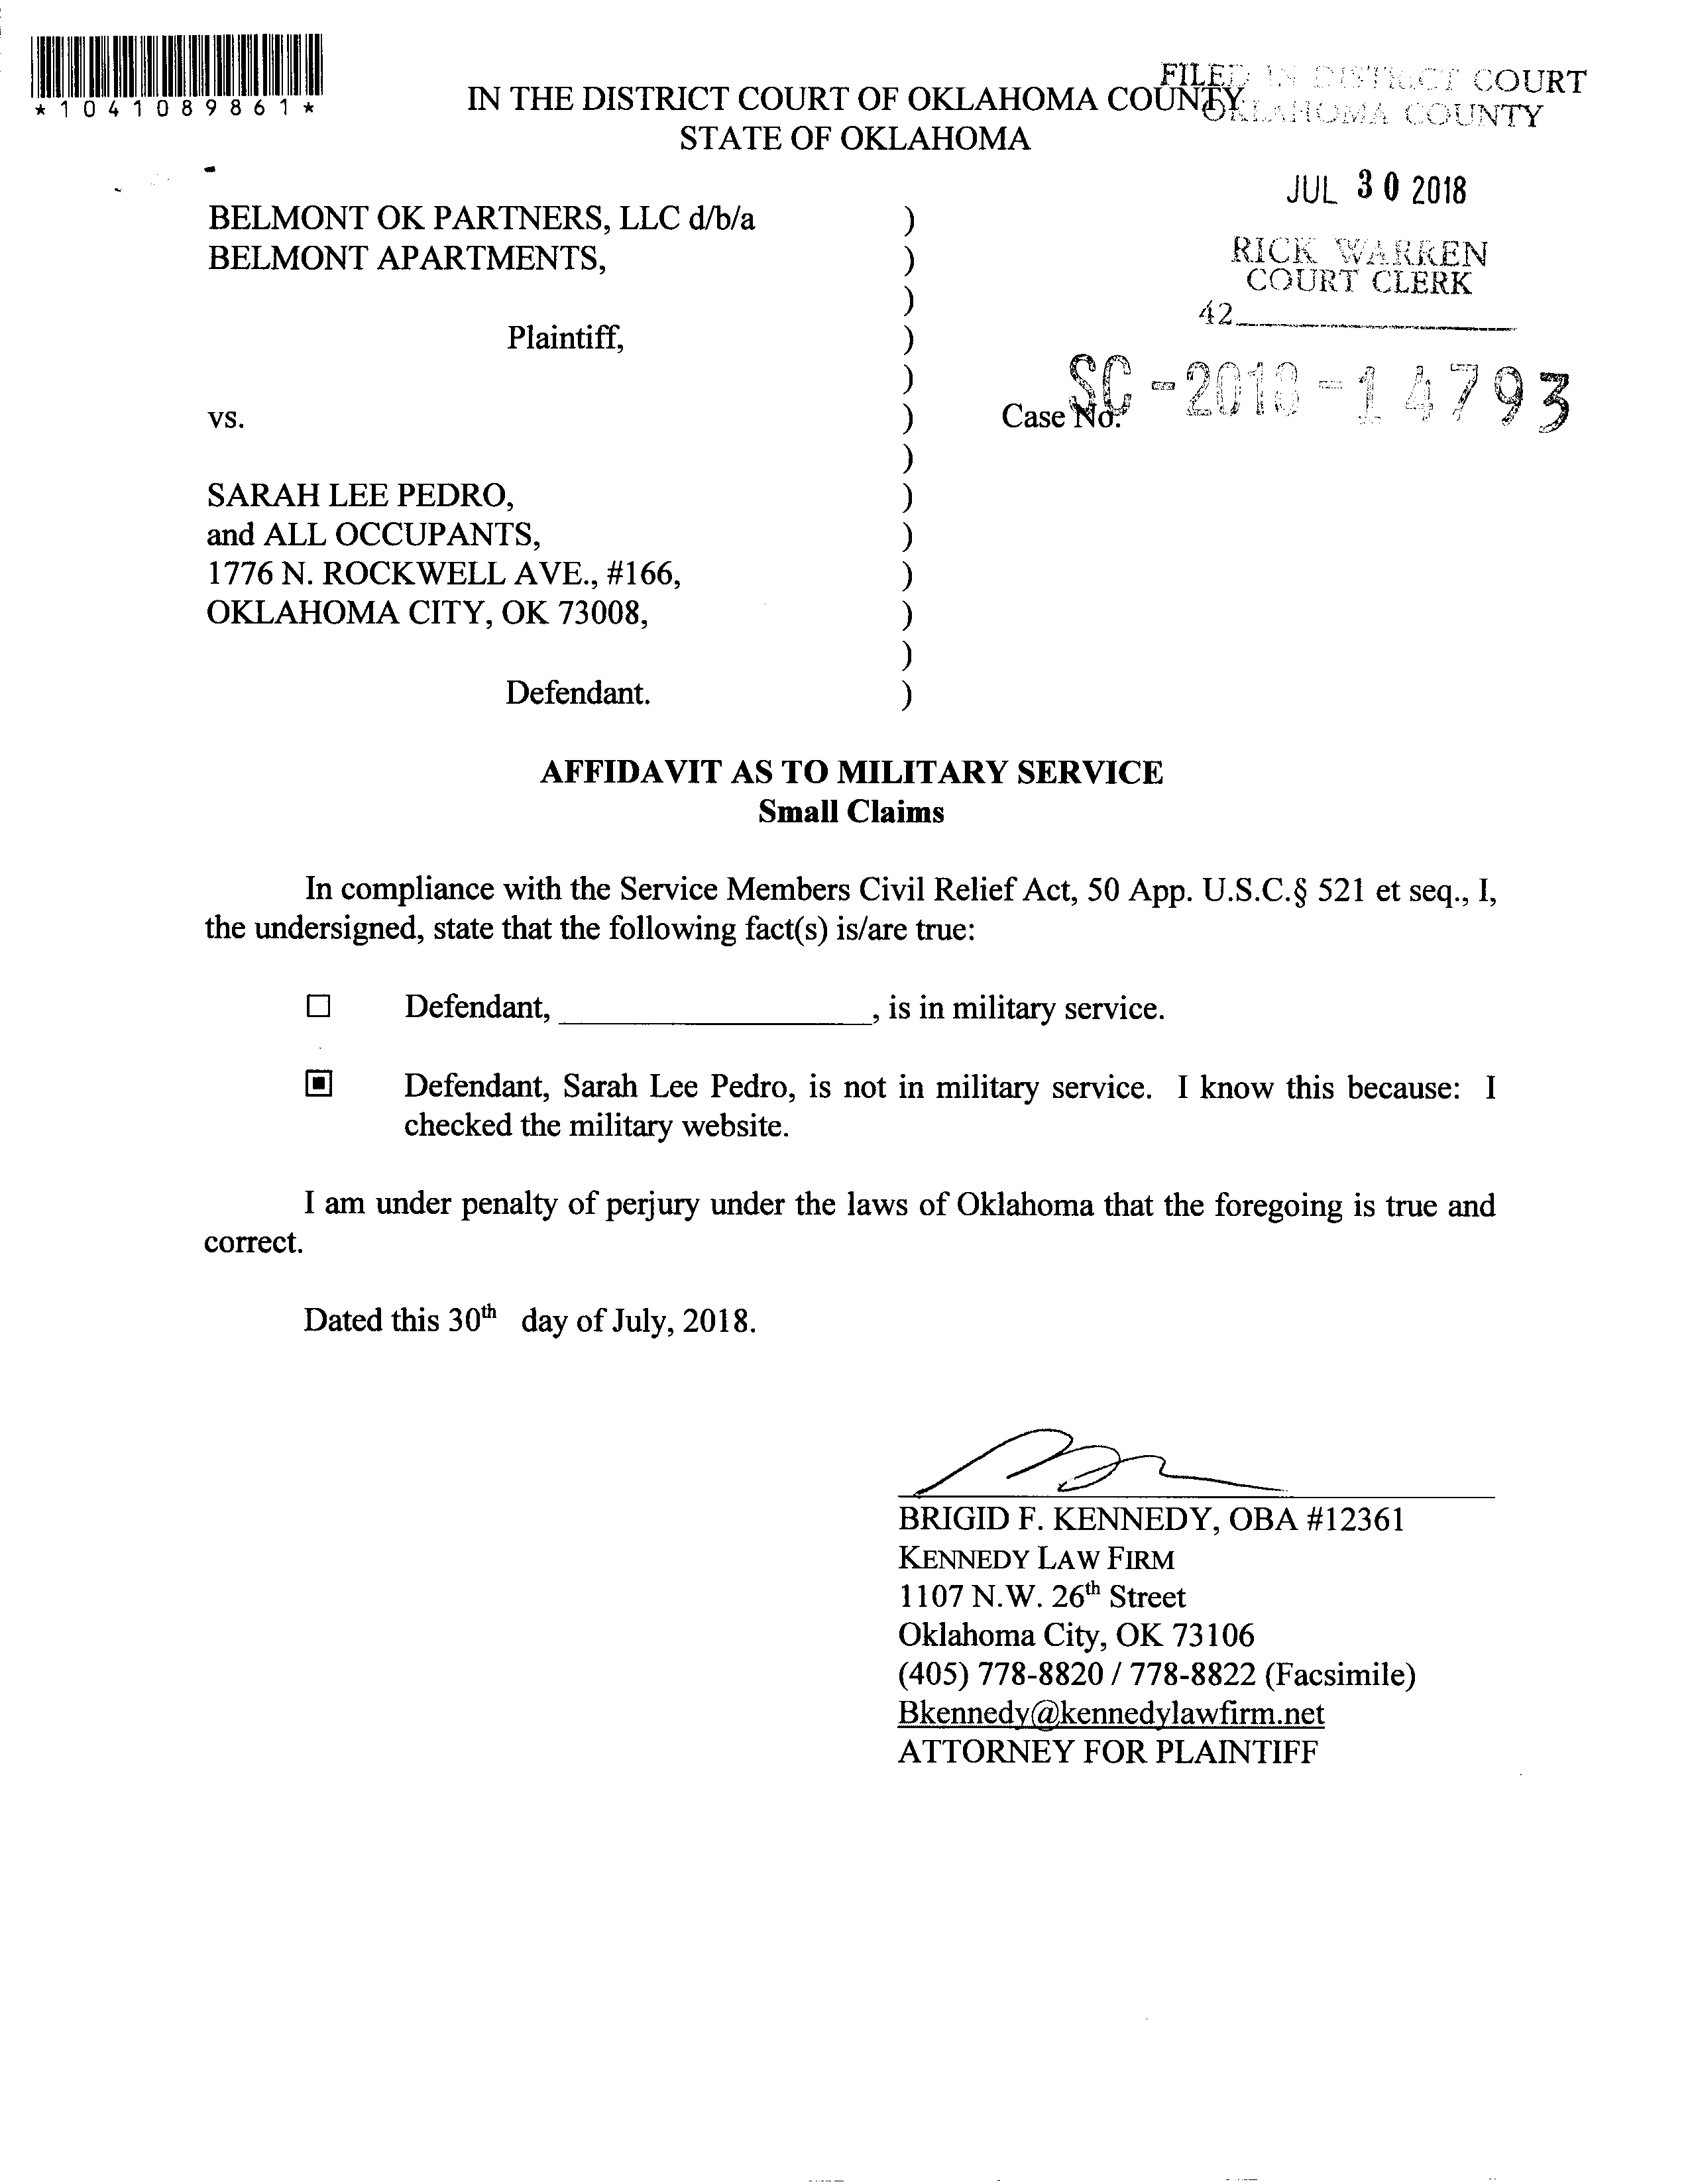 *1041089861*
FILED IN DISTRICT COURT
OKLAHOMA COUNTY
IN THE DISTRICT COURT OF OKLAHOMA COUNTY
STATE OF OKLAHOMA
JUL 30 2018
RICK WARREN
COURT CLERK
42
BELMONT OK PARTNERS, LLC d/b/a )
BELMONT APARTMENTS, )
)
Plaintiff, )
)
vs. ) Case No. SC-2018-14793
)
SARAH LEE PEDRO, )
and ALL OCCUPANTS, )
1776 N. ROCKWELL AVE., #166, )
OKLAHOMA CITY, OK 73008, )
)
Defendant. )
AFFIDAVIT AS TO MILITARY SERVICE
Small Claims
In compliance with the Service Members Civil Relief Act, 50 App. U.S.C.§ 521 et seq., I,
the undersigned, state that the following fact(s) is/are true:
☐ Defendant, ____________________, is in military service.
▣ Defendant, Sarah Lee Pedro, is not in military service. I know this because: I
checked the military website.
I am under penalty of perjury under the laws of Oklahoma that the foregoing is true and
correct.
Dated this 30th day of July, 2018.
BRIGID F. KENNEDY, OBA #12361
KENNEDY LAW FIRM
1107 N.W. 26th Street
Oklahoma City, OK 73106
(405) 778-8820 / 778-8822 (Facsimile)
Bkennedy@kennedylawfirm.net
ATTORNEY FOR PLAINTIFF